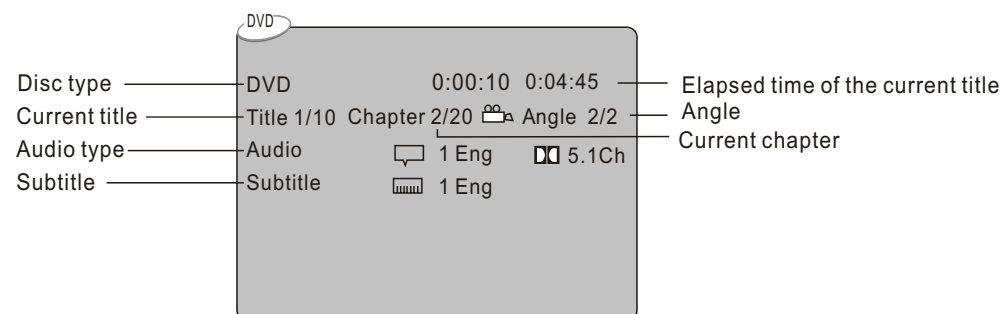 DVD
Disc type DVD 0:00:10 0:04:45 Elapsed time of the current title
Current title Title 1/10 Chapter 2/20 Angle 2/2 Angle
Current chapter
Audio type Audio 1 Eng 5.1Ch
Subtitle Subtitle 1 Eng